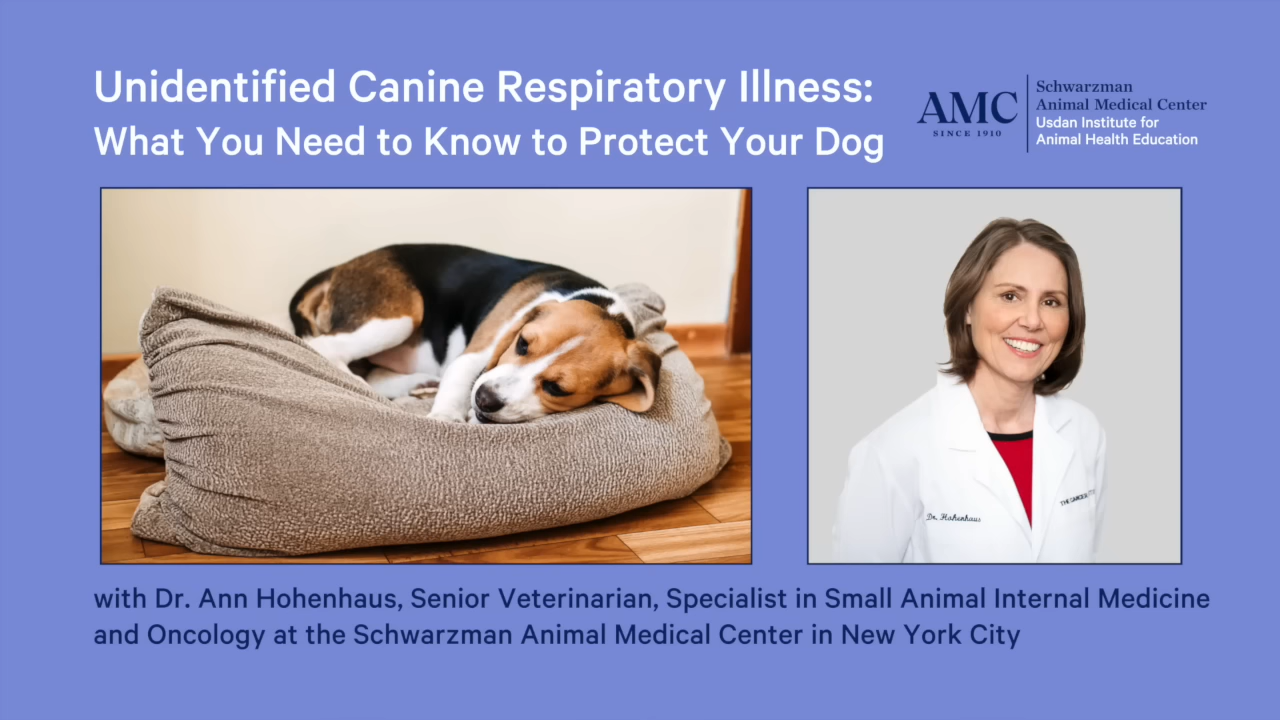 Unidentified Canine Respiratory Illness:
What You Need to Know to Protect Your Dog
AMC
SINCE 1910
Schwarzman
Animal Medical Center
Usdan Institute for
Animal Health Education
Dr. Hohenhaus
with Dr. Ann Hohenhaus, Senior Veterinarian, Specialist in Small Animal Internal Medicine
and Oncology at the Schwarzman Animal Medical Center in New York City